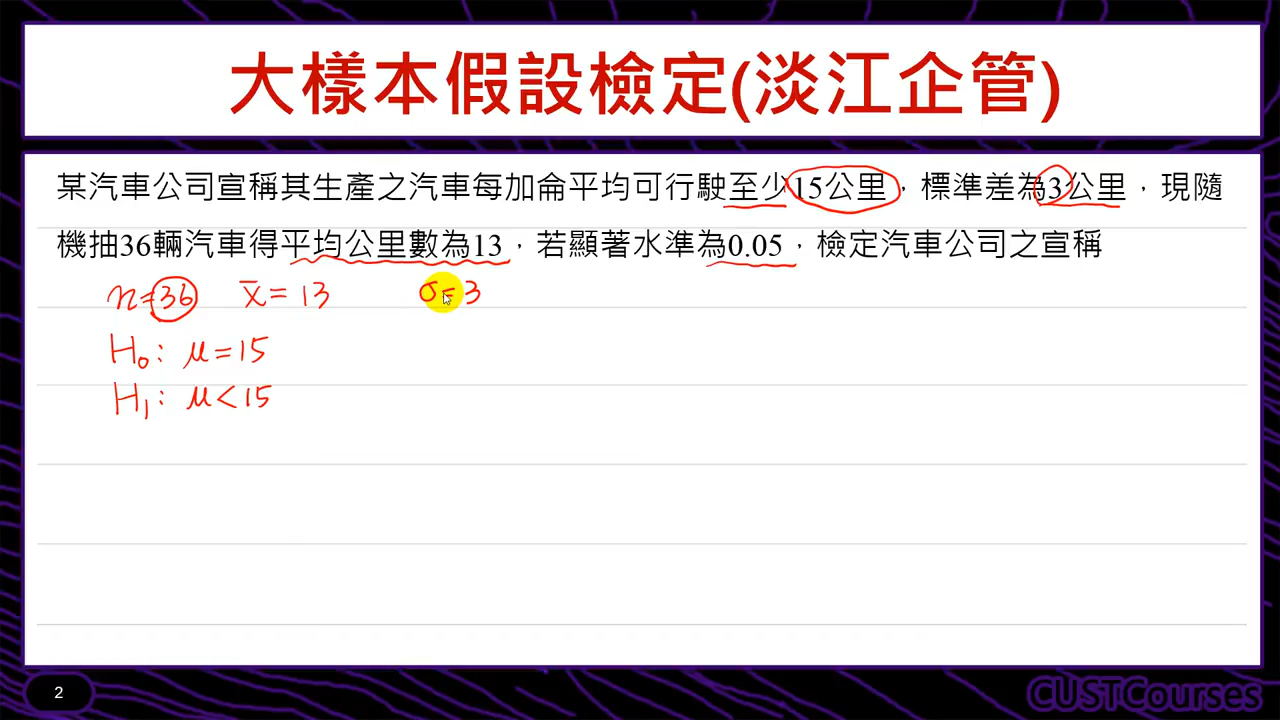 大樣本假設檢定(淡江企管)
某汽車公司宣稱其生產之汽車每加侖平均可行駛至少15公里，標準差為3公里，現隨
機抽36輛汽車得平均公里數為13，若顯著水準為0.05，檢定汽車公司之宣稱
n=36 x̄=13 σ=3
H₀: μ=15
H₁: μ<15
2
CUSTCourses